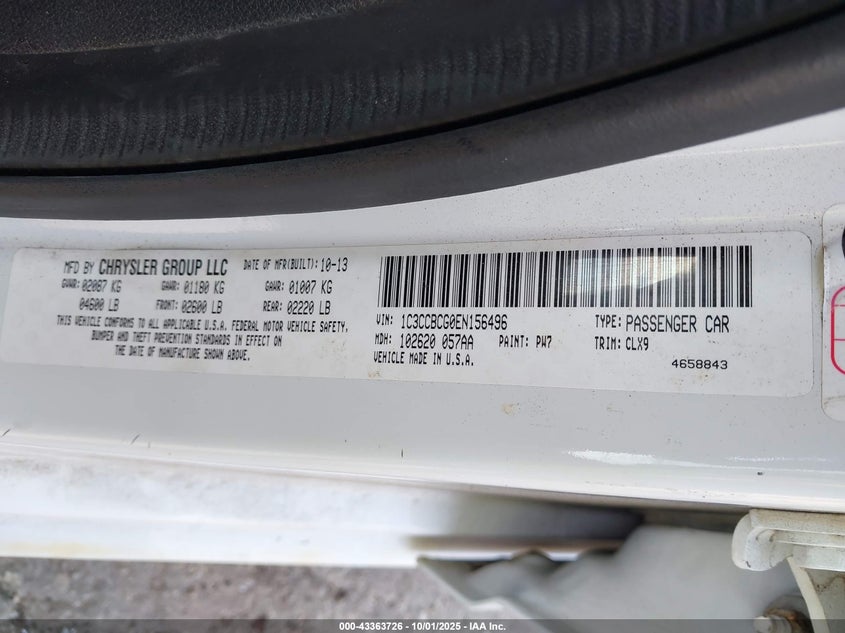 MFD BY CHRYSLER GROUP LLC DATE OF MFR(BUILT): 10-13
GVWR: 02087 KG GAWR: 01180 KG GAWR: 01007 KG
04600 LB FRONT: 02600 LB REAR: 02220 LB
THIS VEHICLE CONFORMS TO ALL APPLICABLE U.S.A. FEDERAL MOTOR VEHICLE SAFETY,
BUMPER AND THEFT PREVENTION STANDARDS IN EFFECT ON
THE DATE OF MANUFACTURE SHOWN ABOVE.
VIN: 1C3CCBCG0EN156496 TYPE: PASSENGER CAR
MDH: 102620 057AA PAINT: PW7 TRIM: CLX9
VEHICLE MADE IN U.S.A. 4658843
000-43363726 - 10/01/2025 - IAA Inc.